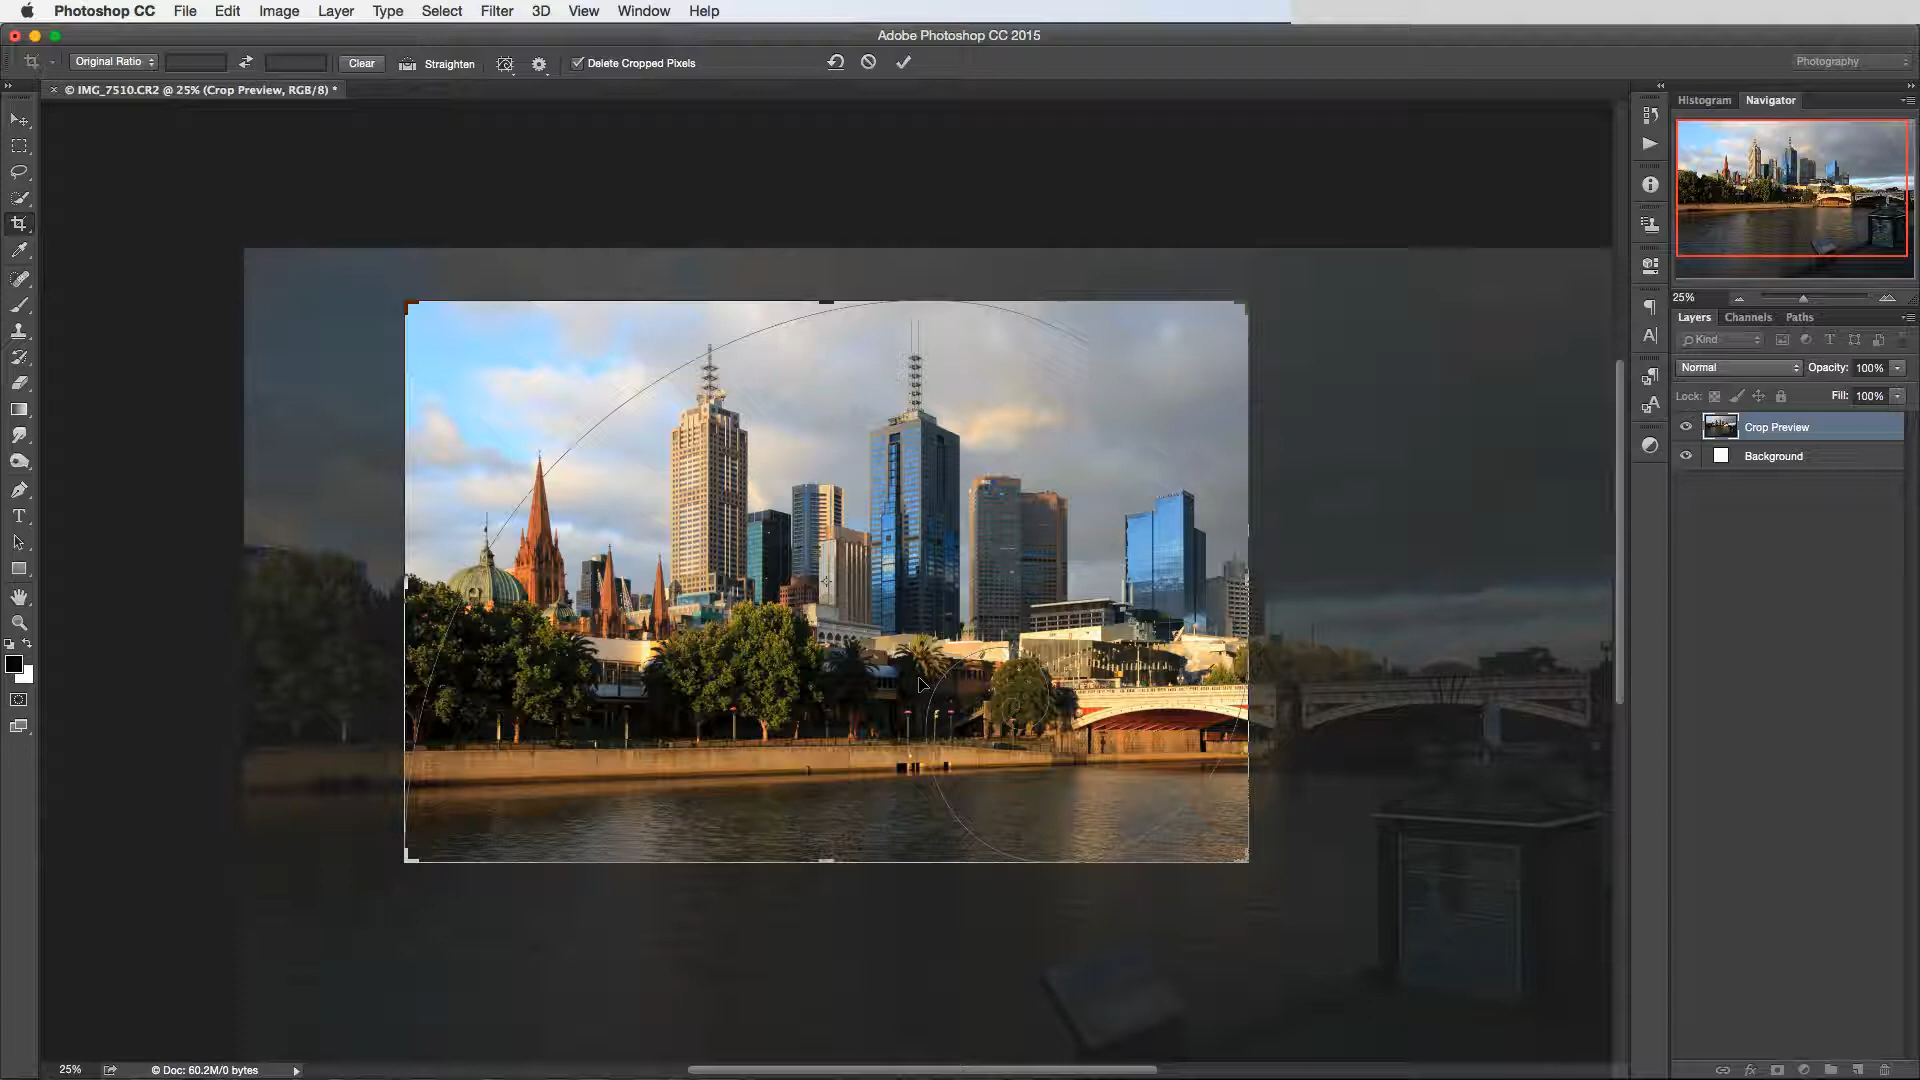 Photoshop CC File Edit Image Layer Type Select Filter 3D View Window Help
Adobe Photoshop CC 2015
Original Ratio Clear Straighten Delete Cropped Pixels Photography
© IMG_7510.CR2 @ 25% (Crop Preview, RGB/8) *
Histogram Navigator
25%
Layers Channels Paths
Kind
Normal Opacity: 100%
Lock: Fill: 100%
Crop Preview
Background
25% © Doc: 60.2M/0 bytes